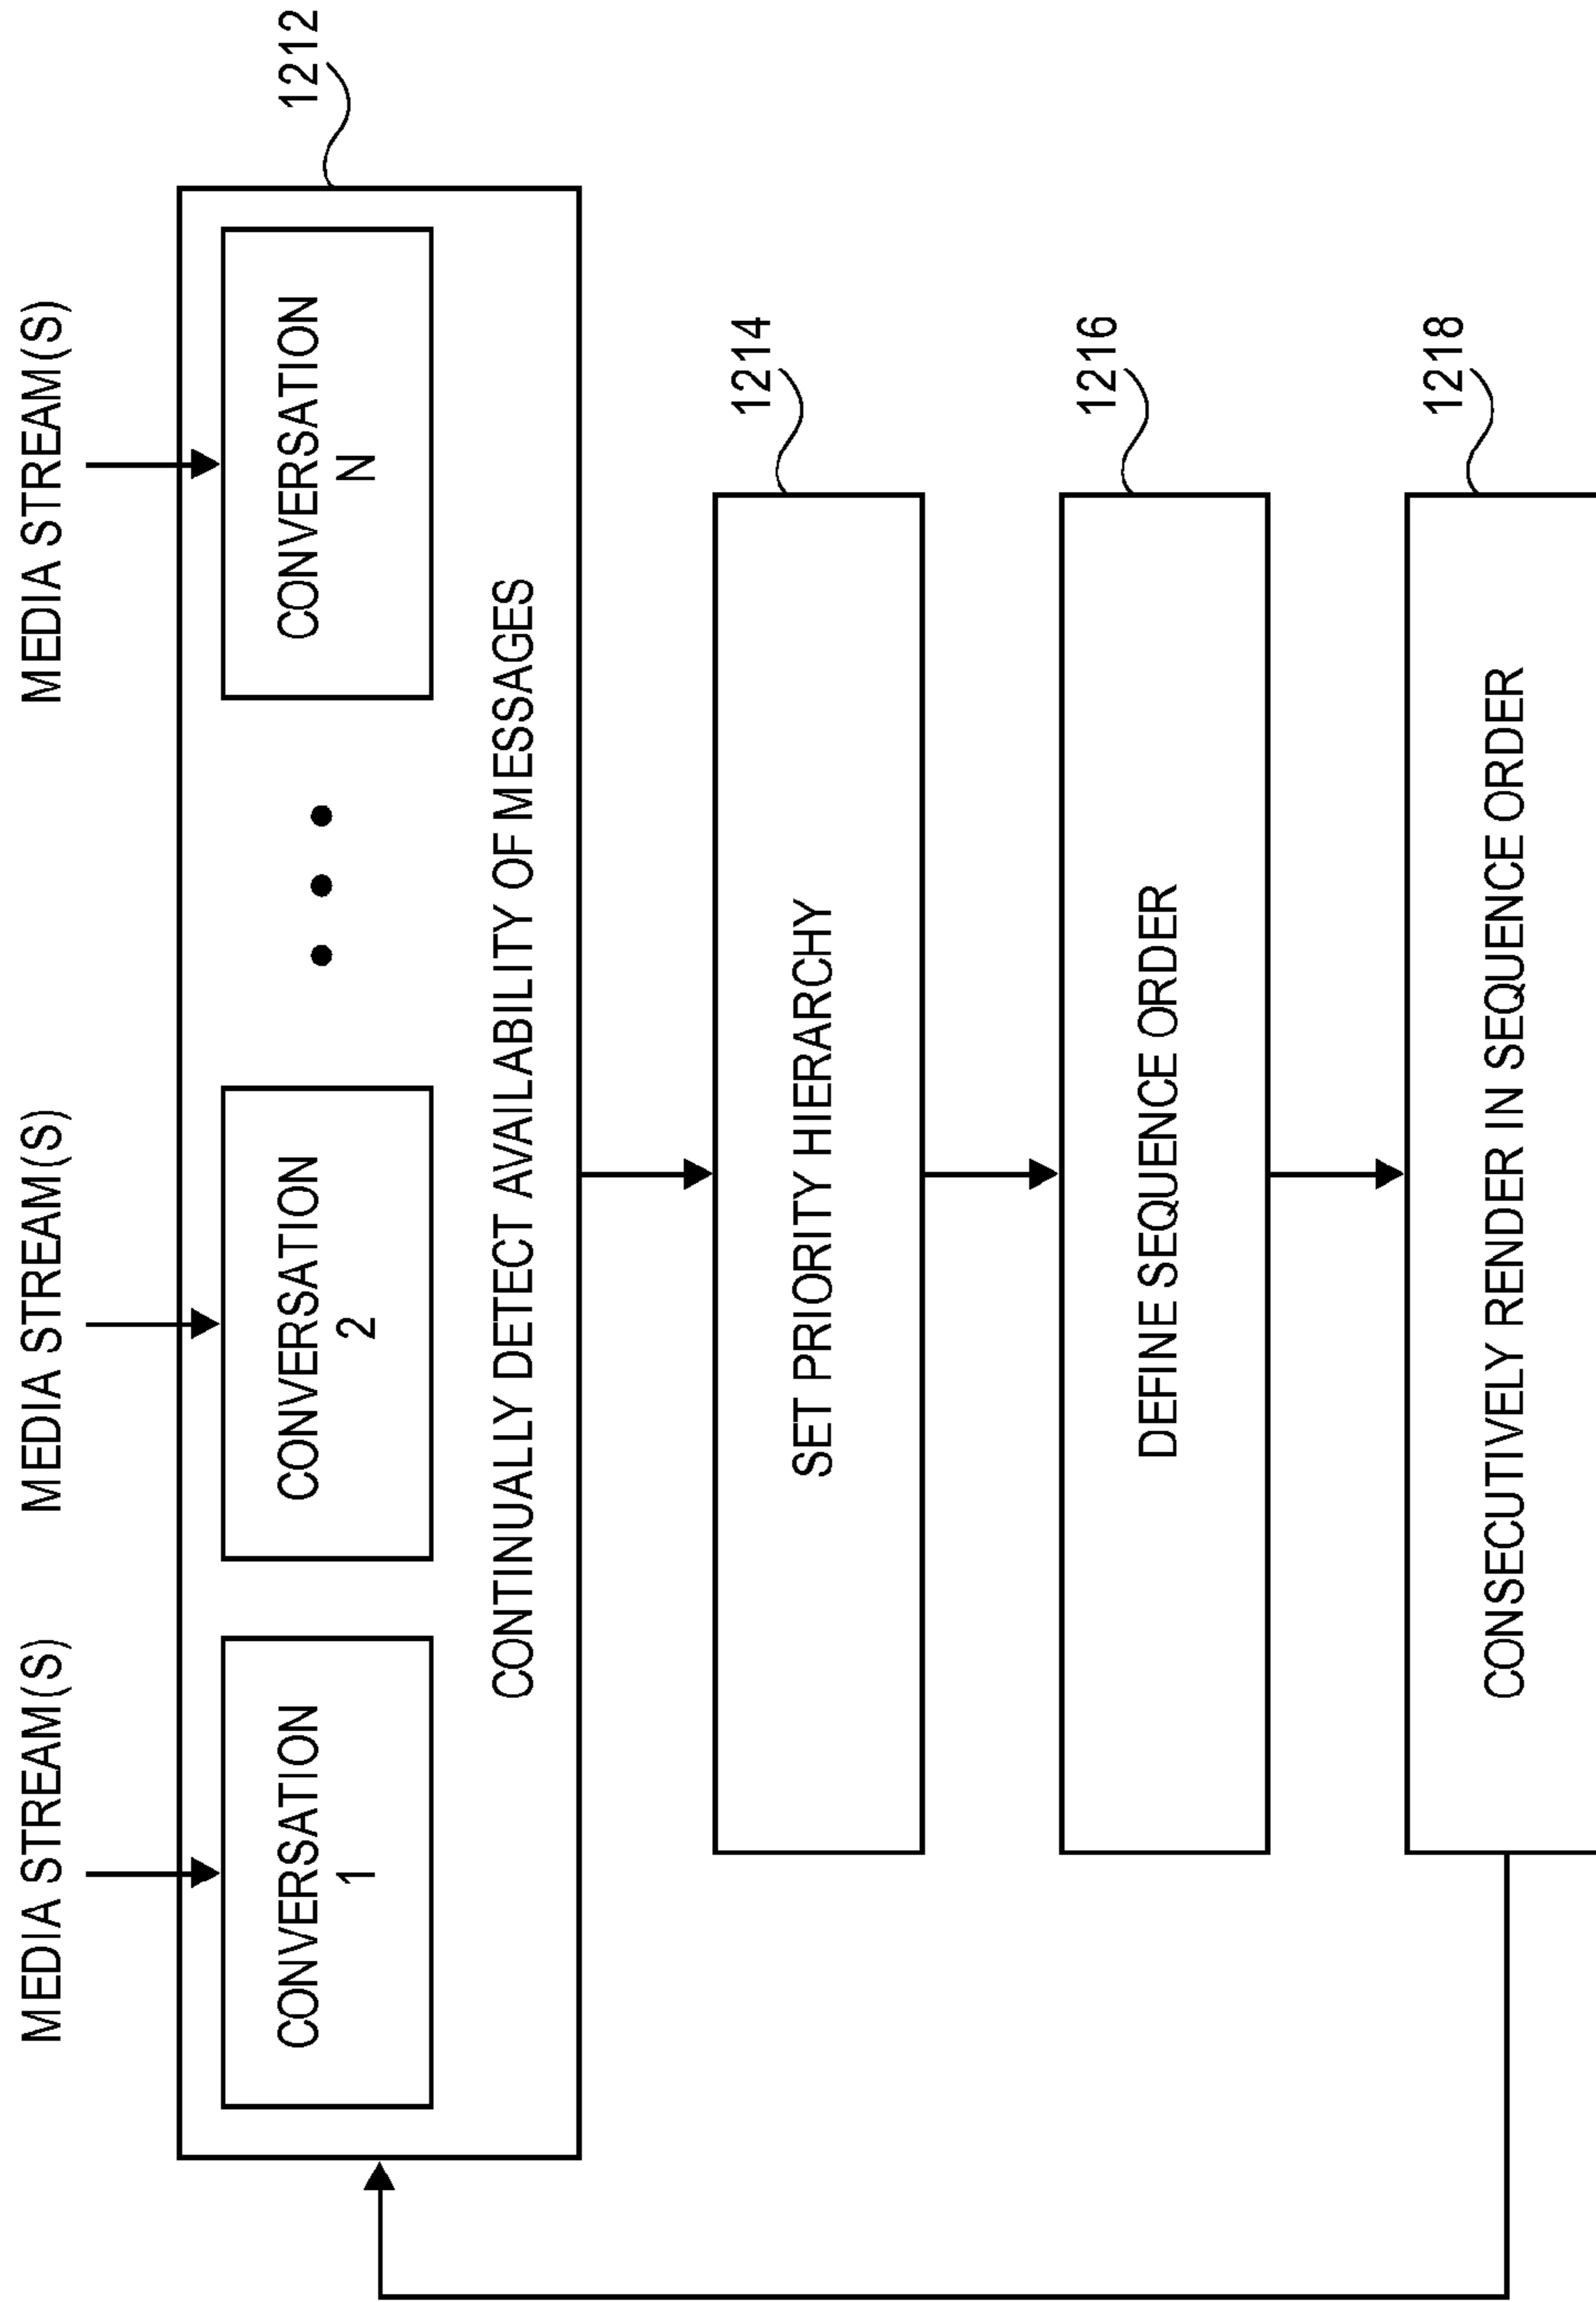 MEDIA STREAM(S)
MEDIA STREAM(S)
MEDIA STREAM(S)
1212
CONVERSATION
1
CONVERSATION
2
CONVERSATION
N
CONTINUALLY DETECT AVAILABILITY OF MESSAGES
1214
SET PRIORITY HIERARCHY
1216
DEFINE SEQUENCE ORDER
1218
CONSECUTIVELY RENDER IN SEQUENCE ORDER